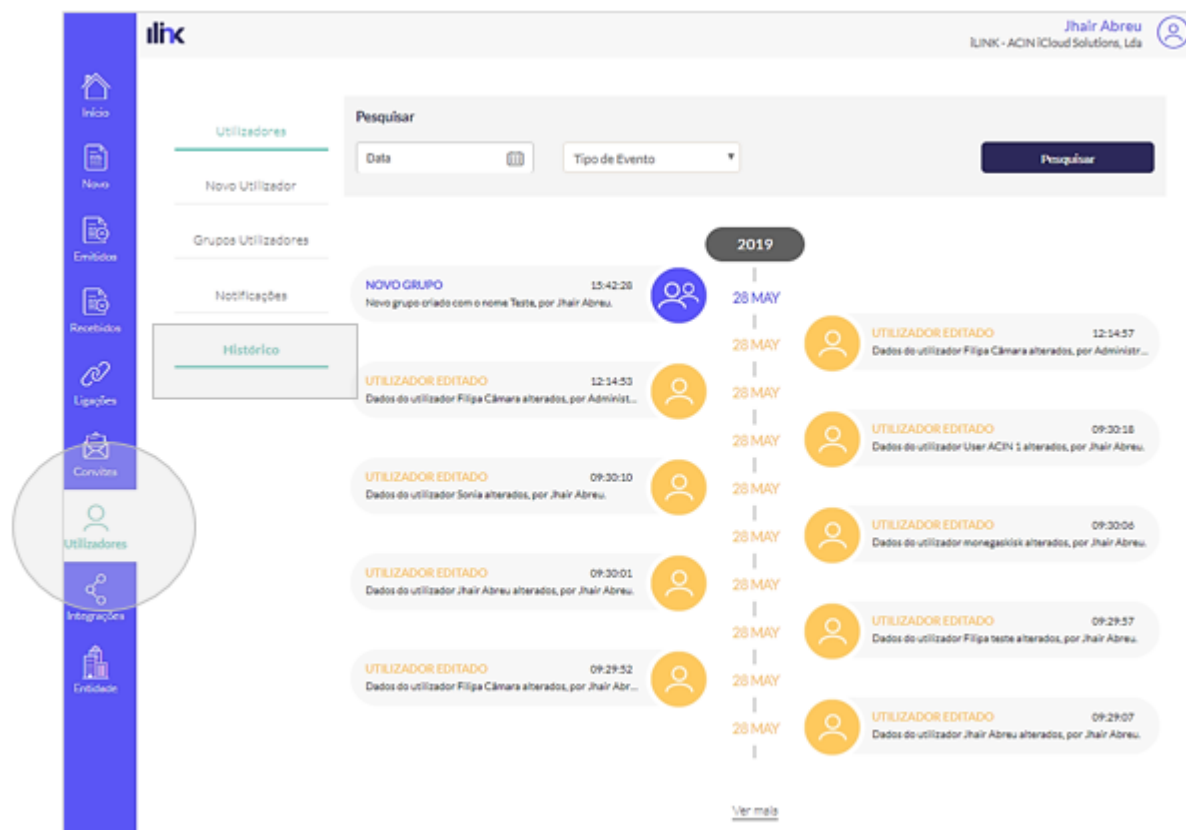 ilink
Jhair Abreu
iLINK - ACIN iCloud Solutions, Lda
Início
Novo
Emitidos
Recebidos
Ligações
Convites
Utilizadores
Integrações
Entidade
Utilizadores
Novo Utilizador
Grupos Utilizadores
Notificações
Histórico
Pesquisar
Data
Tipo de Evento
Pesquisar
2019
NOVO GRUPO 15:42:28
Novo grupo criado com o nome Teste, por Jhair Abreu.
28 MAY
28 MAY
UTILIZADOR EDITADO 12:14:57
Dados do utilizador Filipa Câmara alterados, por Administr...
UTILIZADOR EDITADO 12:14:53
Dados do utilizador Filipa Câmara alterados, por Administ...
28 MAY
28 MAY
UTILIZADOR EDITADO 09:30:18
Dados do utilizador User ACIN 1 alterados, por Jhair Abreu.
UTILIZADOR EDITADO 09:30:10
Dados do utilizador Sonia alterados, por Jhair Abreu.
28 MAY
28 MAY
UTILIZADOR EDITADO 09:30:06
Dados do utilizador monegaskisk alterados, por Jhair Abreu.
UTILIZADOR EDITADO 09:30:01
Dados do utilizador Jhair Abreu alterados, por Jhair Abreu.
28 MAY
28 MAY
UTILIZADOR EDITADO 09:29:57
Dados do utilizador Filipa teste alterados, por Jhair Abreu.
UTILIZADOR EDITADO 09:29:52
Dados do utilizador Filipa Câmara alterados, por Jhair Abr...
28 MAY
28 MAY
UTILIZADOR EDITADO 09:29:07
Dados do utilizador Jhair Abreu alterados, por Jhair Abreu.
Ver mais